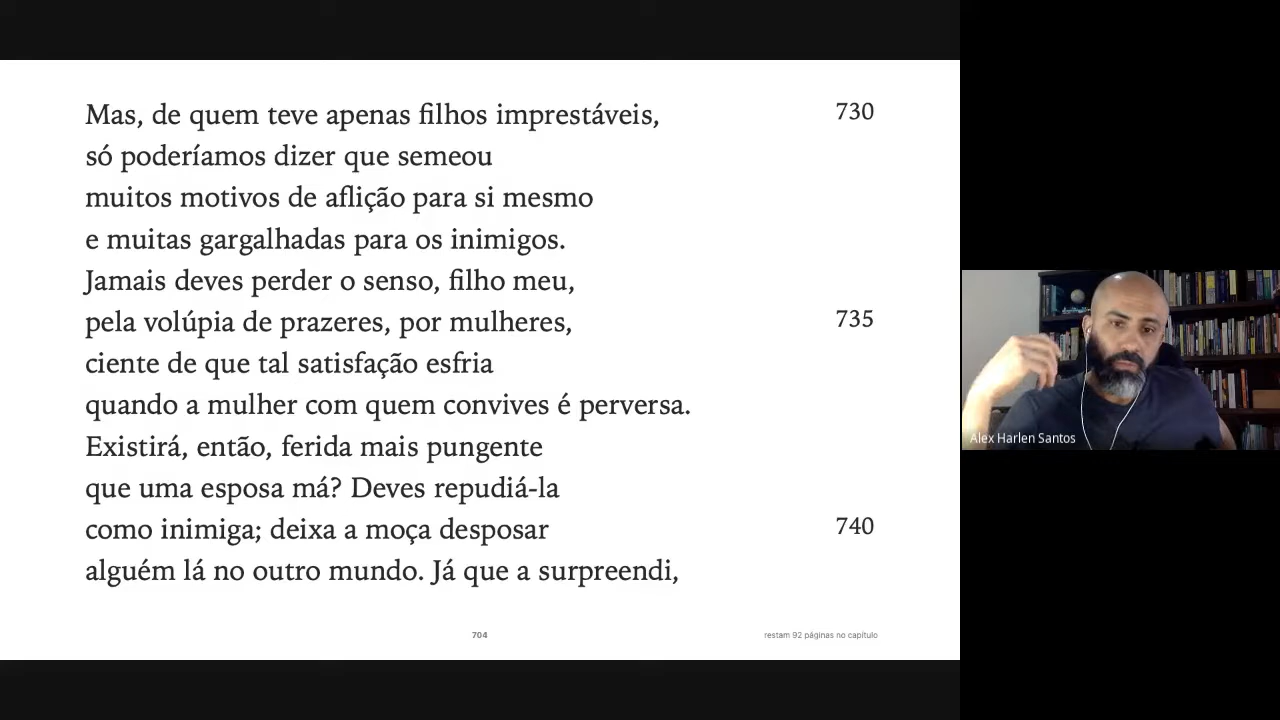 Mas, de quem teve apenas filhos imprestáveis, 730
só poderíamos dizer que semeou
muitos motivos de aflição para si mesmo
e muitas gargalhadas para os inimigos.
Jamais deves perder o senso, filho meu,
pela volúpia de prazeres, por mulheres, 735
ciente de que tal satisfação esfria
quando a mulher com quem convives é perversa.
Existirá, então, ferida mais pungente
que uma esposa má? Deves repudiá-la
como inimiga; deixa a moça desposar 740
alguém lá no outro mundo. Já que a surpreendi,
704 restam 92 páginas no capítulo
Alex Harlen Santos